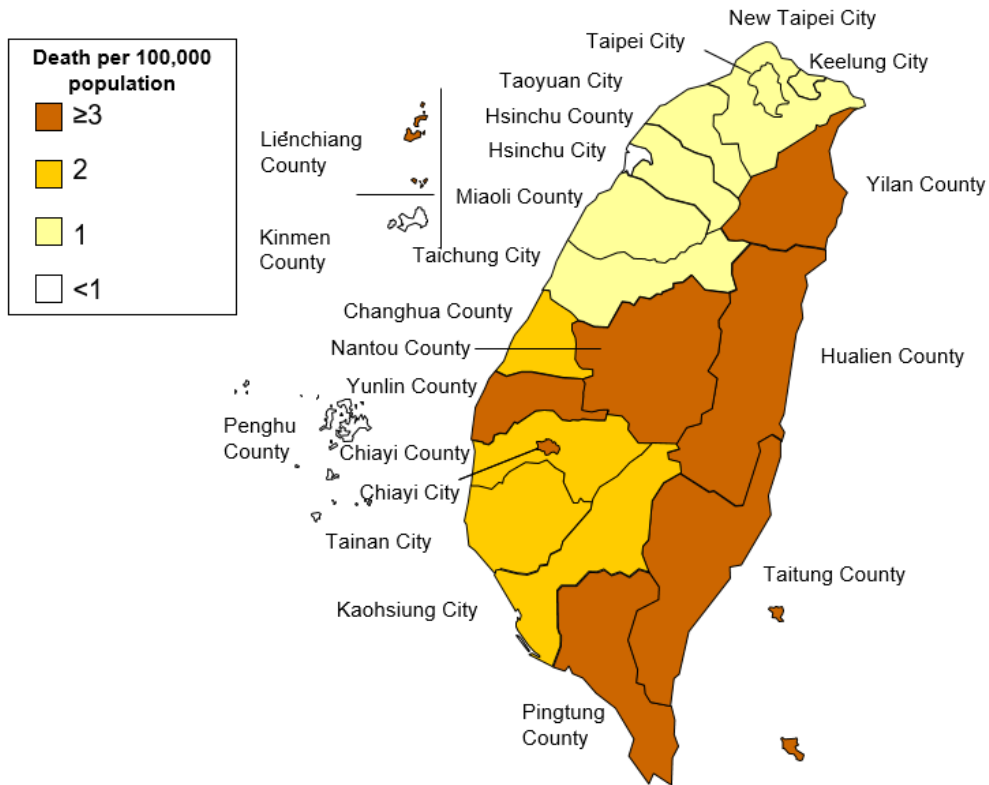 Death per 100,000
population
≥3
2
1
<1
New Taipei City
Taipei City
Keelung City
Taoyuan City
Hsinchu County
Hsinchu City
Lienchiang
County
Miaoli County
Yilan County
Kinmen
County
Taichung City
Changhua County
Nantou County
Hualien County
Yunlin County
Penghu
County
Chiayi County
Chiayi City
Tainan City
Taitung County
Kaohsiung City
Pingtung
County